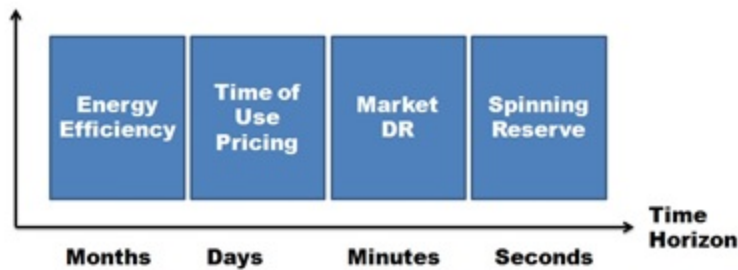 Energy
Efficiency
Time of
Use
Pricing
Market
DR
Spinning
Reserve
Time
Horizon
Months
Days
Minutes
Seconds